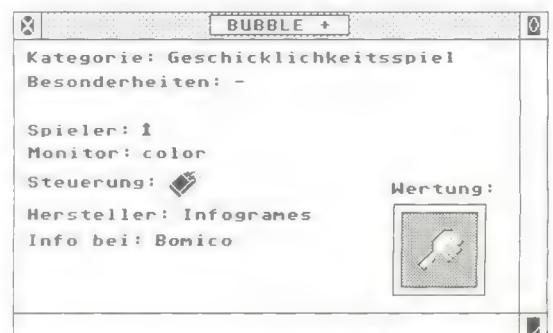 BUBBLE +
Kategorie: Geschicklichkeitsspiel
Besonderheiten: -
Spieler: 1
Monitor: color
Steuerung:
Wertung:
Hersteller: Infogrames
Info bei: Bomico